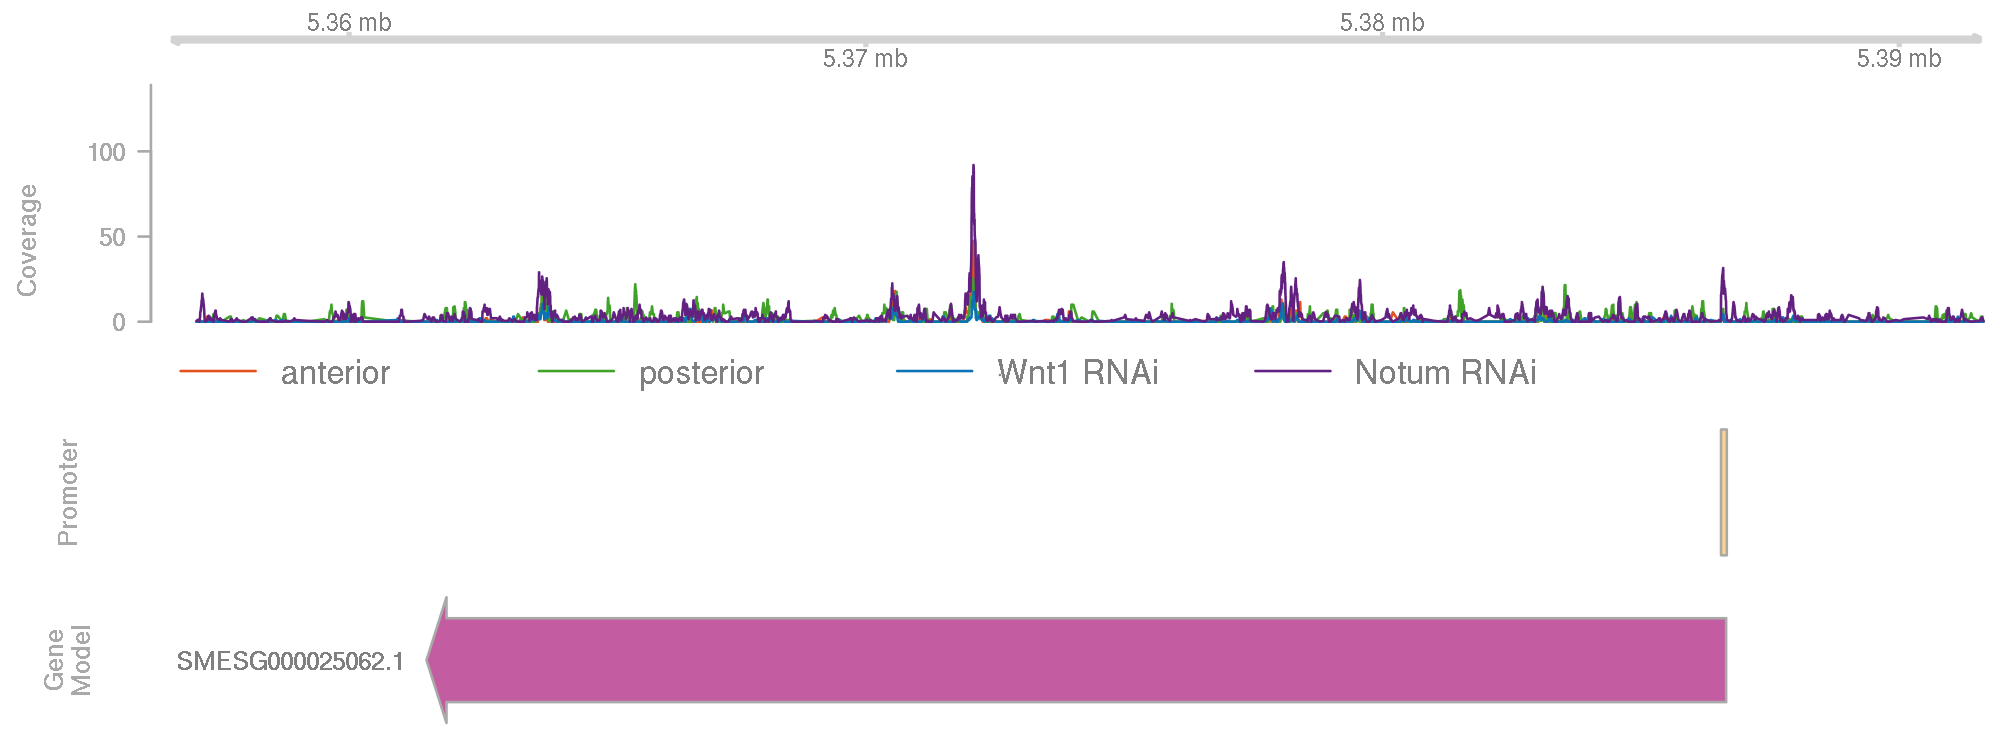 5.36 mb
5.38 mb
5.37 mb
5.39 mb
Coverage
100
50
0
anterior
posterior
Wnt1 RNAi
Notum RNAi
Promoter
Gene
Model
SMESG000025062.1